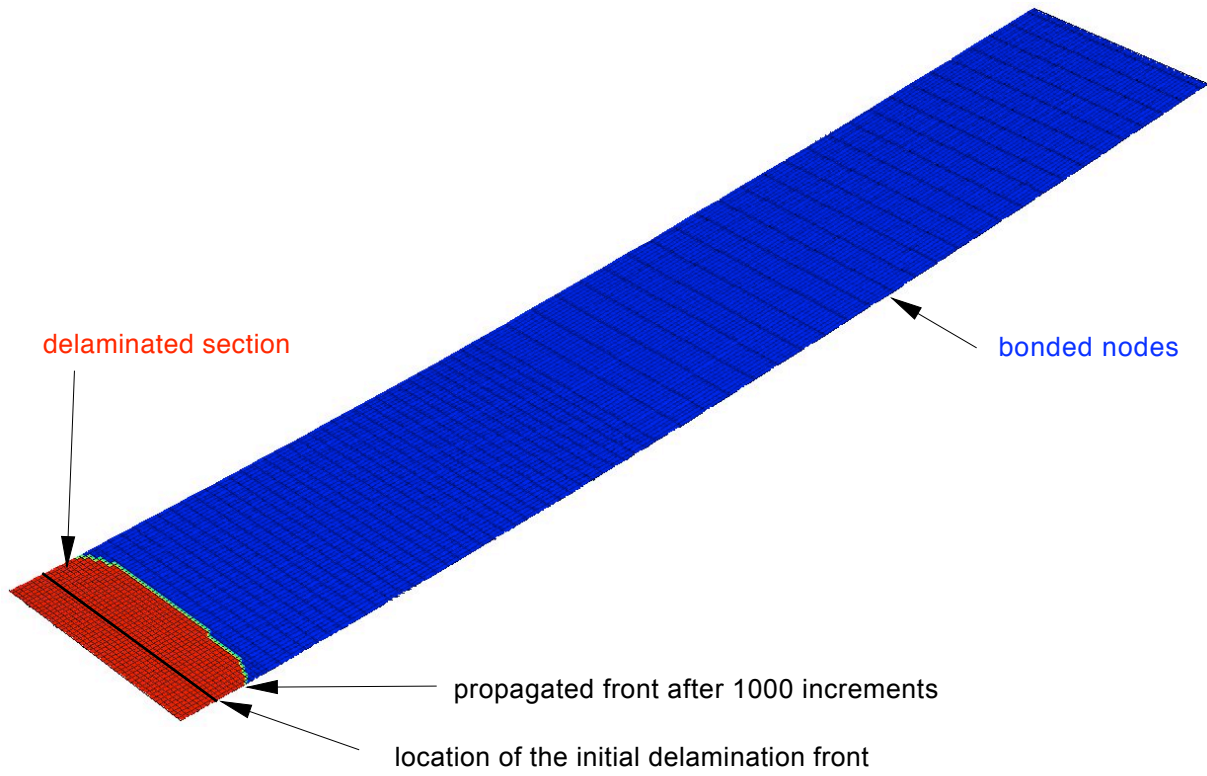 delaminated section
bonded nodes
propagated front after 1000 increments
location of the initial delamination front